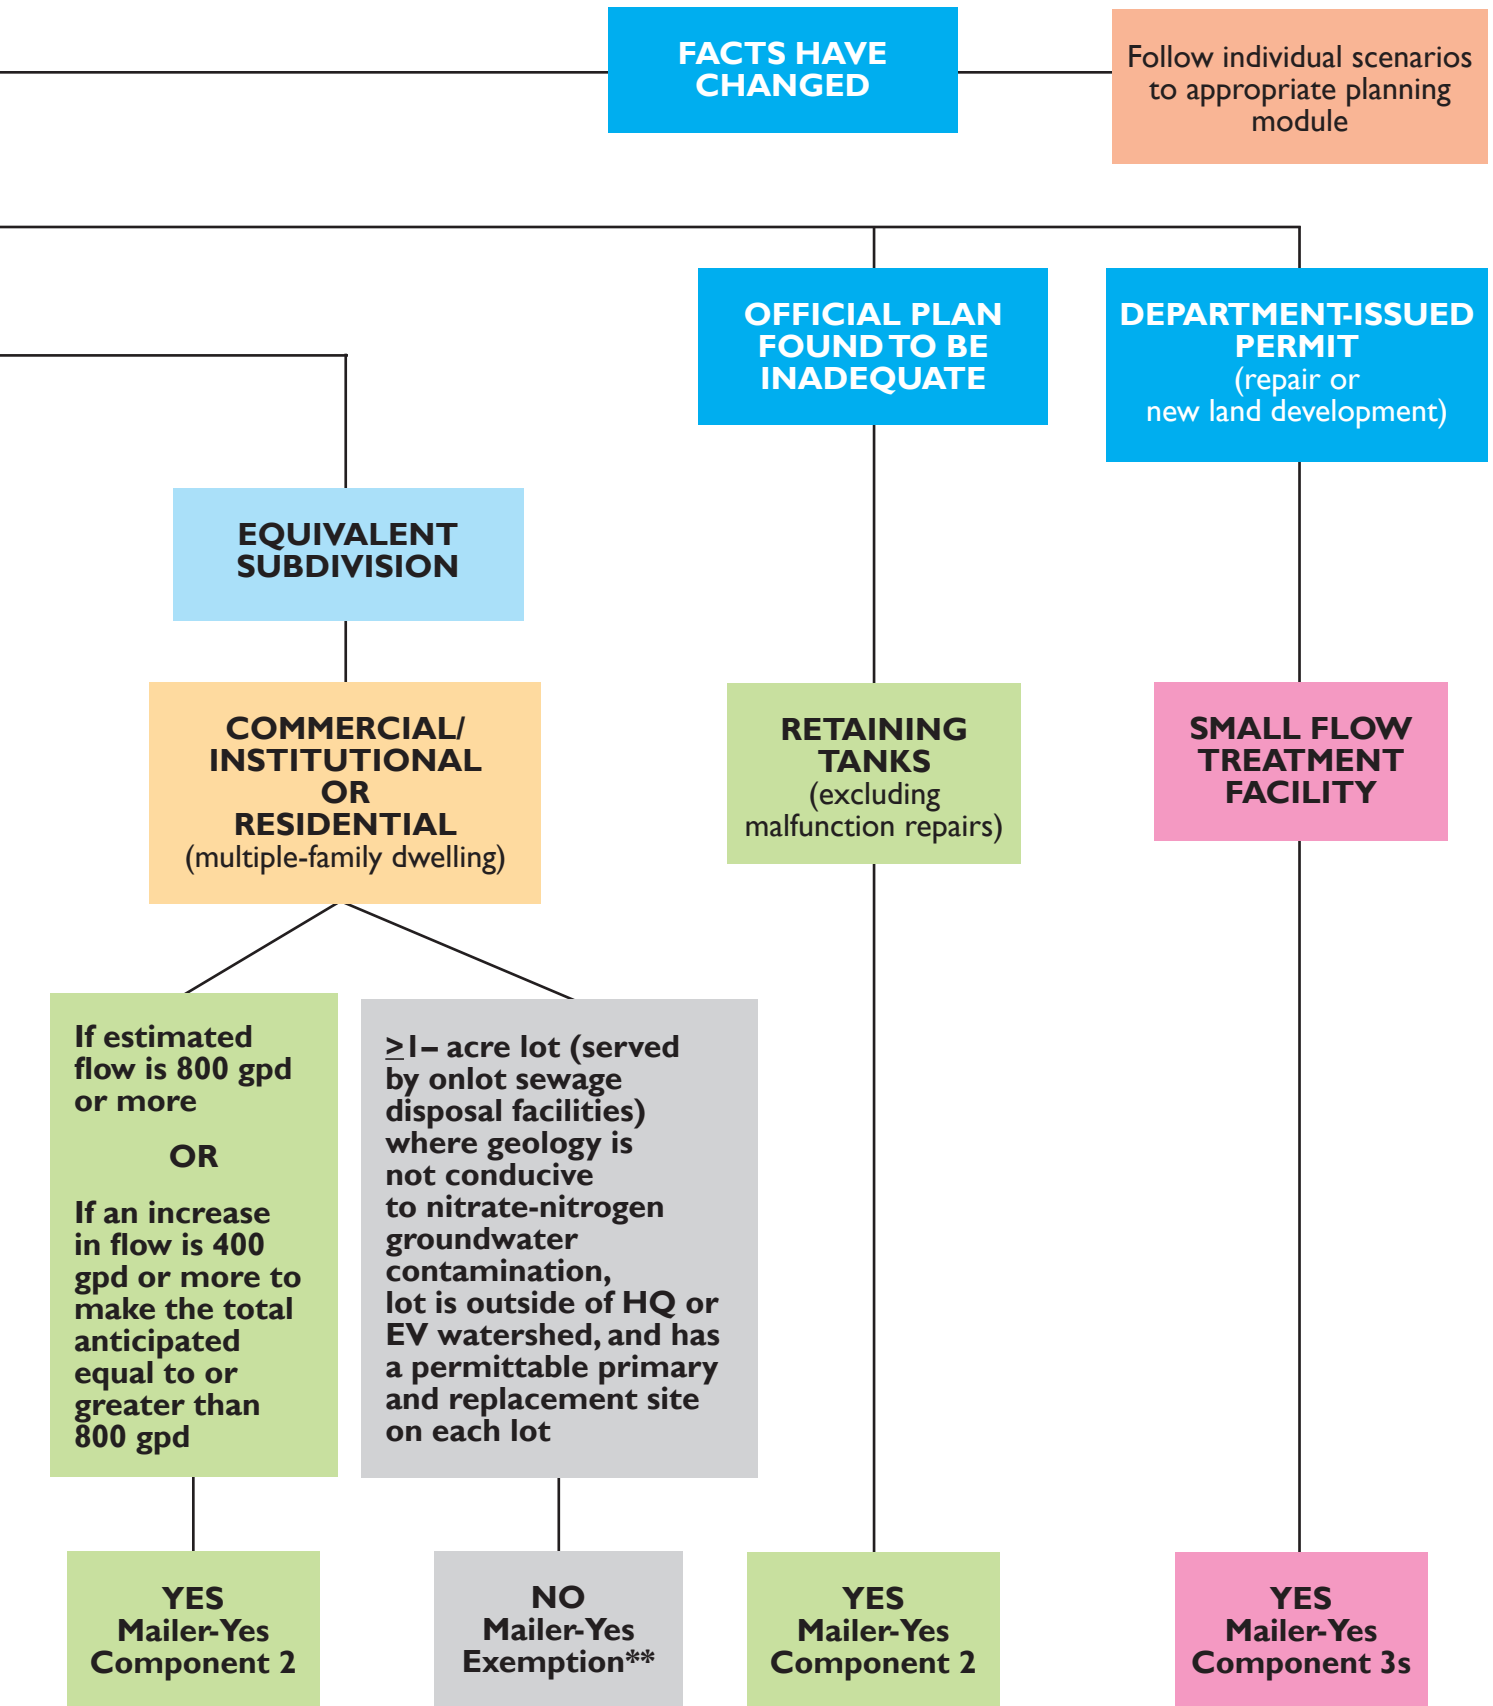 FACTS HAVE
CHANGED
Follow individual scenarios
to appropriate planning
module
OFFICIAL PLAN
FOUND TO BE
INADEQUATE
DEPARTMENT-ISSUED
PERMIT
(repair or
new land development)
EQUIVALENT
SUBDIVISION
COMMERCIAL/
INSTITUTIONAL
OR
RESIDENTIAL
(multiple-family dwelling)
RETAINING
TANKS
(excluding
malfunction repairs)
SMALL FLOW
TREATMENT
FACILITY
If estimated
flow is 800 gpd
or more
OR
If an increase
in flow is 400
gpd or more to
make the total
anticipated
equal to or
greater than
800 gpd
≥1– acre lot (served
by onlot sewage
disposal facilities)
where geology is
not conducive
to nitrate-nitrogen
groundwater
contamination,
lot is outside of HQ or
EV watershed, and has
a permittable primary
and replacement site
on each lot
YES
Mailer-Yes
Component 2
NO
Mailer-Yes
Exemption**
YES
Mailer-Yes
Component 2
YES
Mailer-Yes
Component 3s